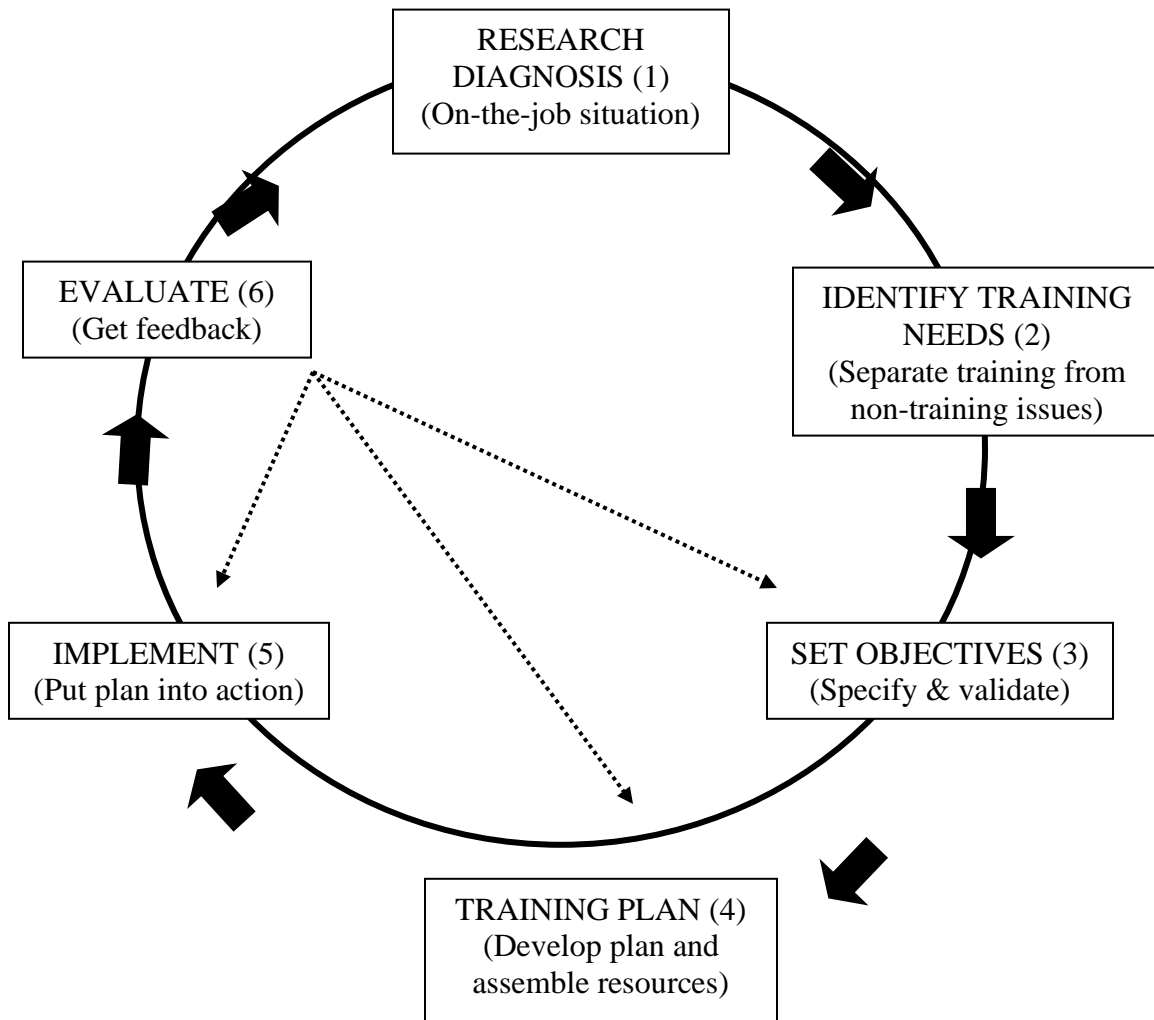 RESEARCH
DIAGNOSIS (1)
(On-the-job situation)
IDENTIFY TRAINING
NEEDS (2)
(Separate training from
non-training issues)
SET OBJECTIVES (3)
(Specify & validate)
TRAINING PLAN (4)
(Develop plan and
assemble resources)
IMPLEMENT (5)
(Put plan into action)
EVALUATE (6)
(Get feedback)